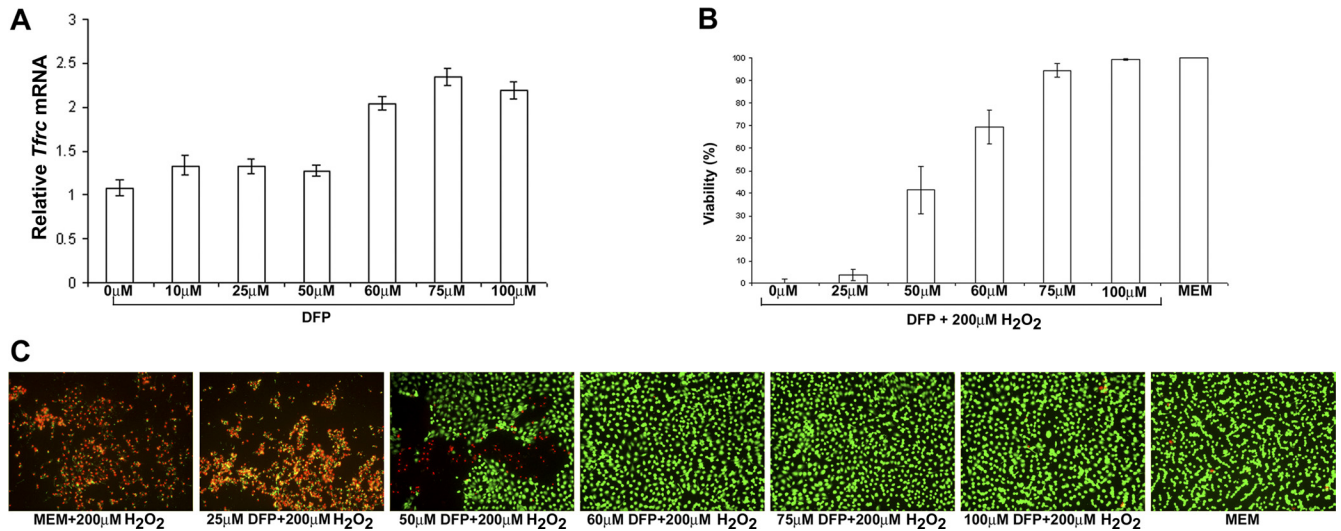 A
Relative Tfrc mRNA
3
2.5
2
1.5
1
0.5
0
0μM 10μM 25μM 50μM 60μM 75μM 100μM
DFP
B
Viability (%)
100
90
80
70
60
50
40
30
20
10
0
0μM 25μM 50μM 60μM 75μM 100μM MEM
DFP + 200μM H₂O₂
C
MEM+200μM H₂O₂ 25μM DFP+200μM H₂O₂ 50μM DFP+200μM H₂O₂ 60μM DFP+200μM H₂O₂ 75μM DFP+200μM H₂O₂ 100μM DFP+200μM H₂O₂ MEM